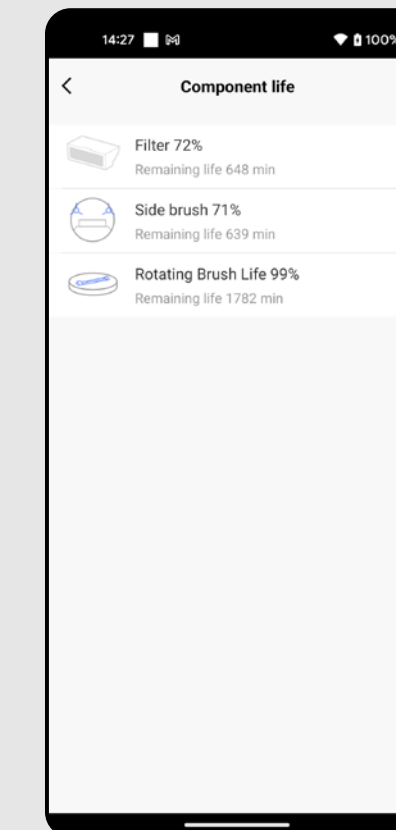 14:27 100%
Component life
Filter 72%
Remaining life 648 min
Side brush 71%
Remaining life 639 min
Rotating Brush Life 99%
Remaining life 1782 min